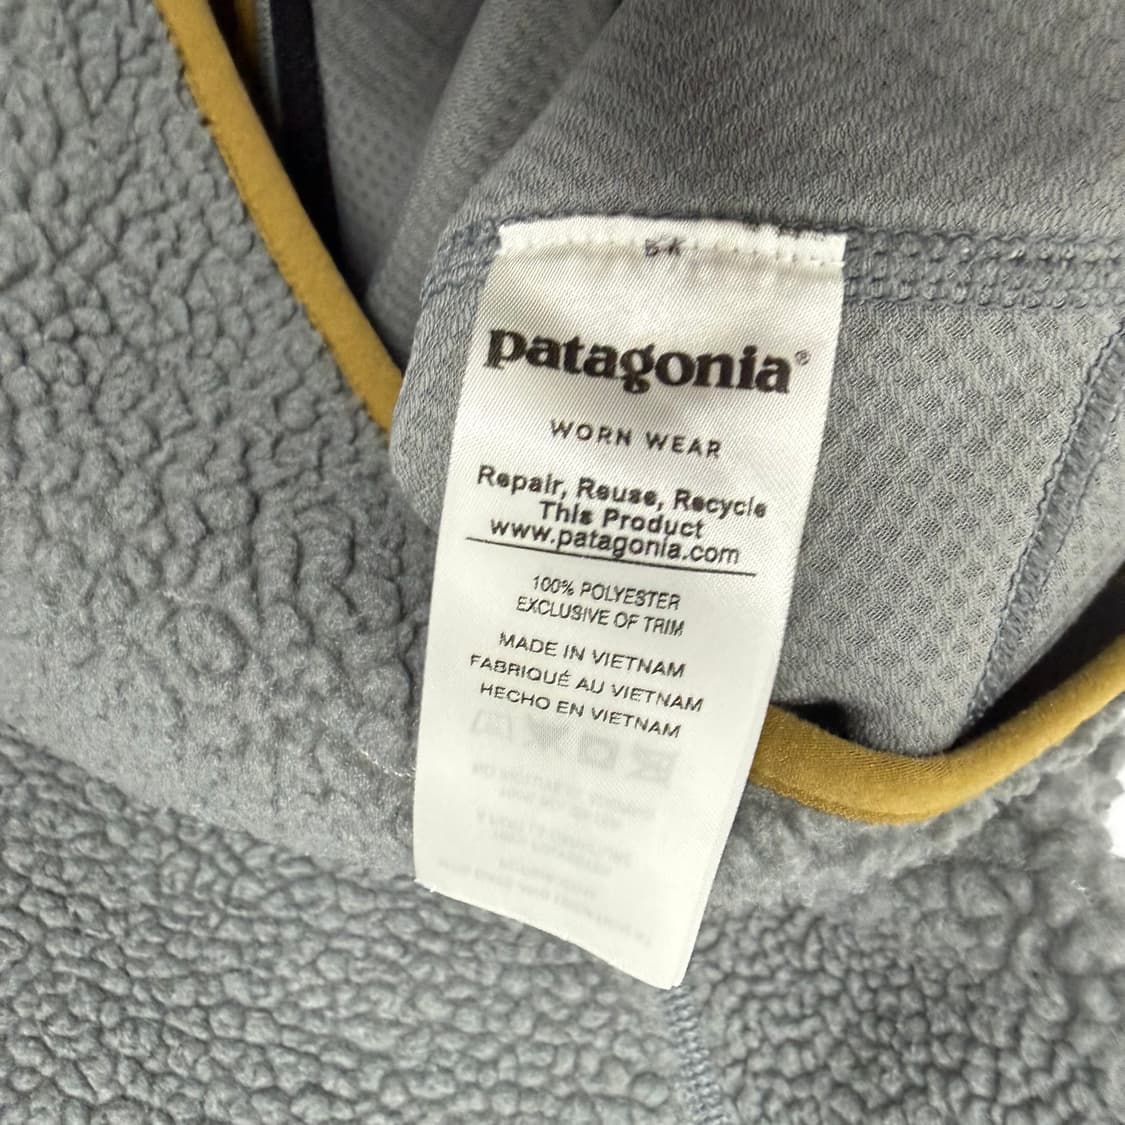 patagonia®
WORN WEAR
Repair, Reuse, Recycle
This Product
www.patagonia.com
100% POLYESTER
EXCLUSIVE OF TRIM
MADE IN VIETNAM
FABRIQUÉ AU VIETNAM
HECHO EN VIETNAM